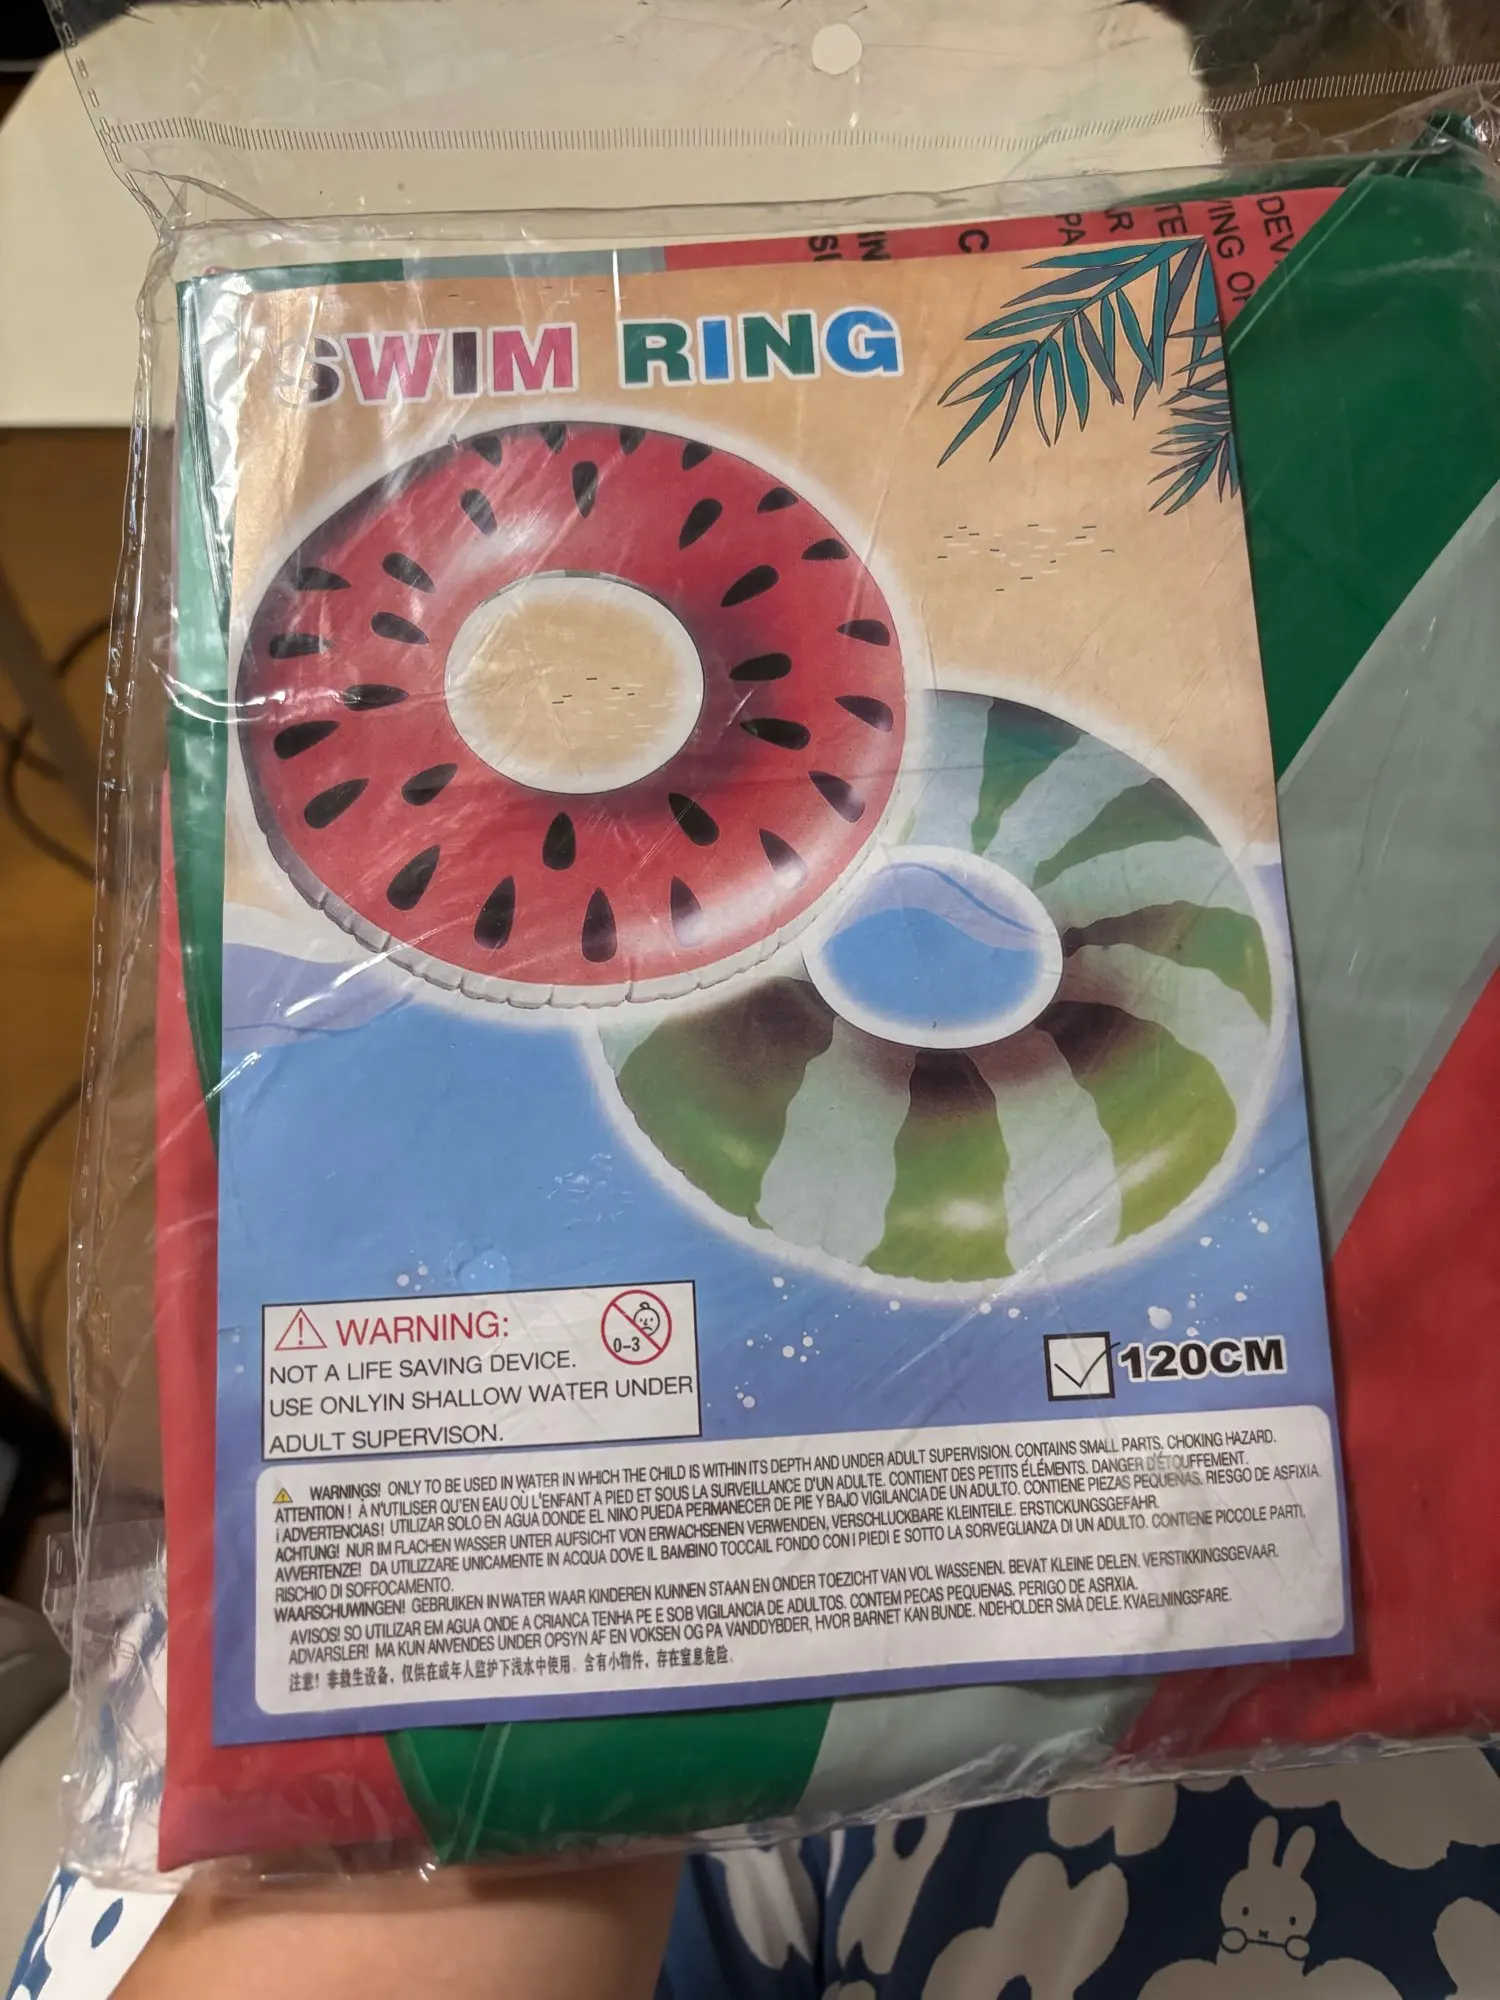 SWIM RING
WARNING:
0-3
NOT A LIFE SAVING DEVICE.
USE ONLYIN SHALLOW WATER UNDER
ADULT SUPERVISON.
120CM
WARNINGS! ONLY TO BE USED IN WATER IN WHICH THE CHILD IS WITHIN ITS DEPTH AND UNDER ADULT SUPERVISION. CONTAINS SMALL PARTS. CHOKING HAZARD.
ATTENTION ! À N'UTILISER QU'EN EAU OÙ L'ENFANT A PIED ET SOUS LA SURVEILLANCE D'UN ADULTE. CONTIENT DES PETITS ÉLÉMENTS. DANGER D'ÉTOUFFEMENT.
¡ ADVERTENCIAS! UTILIZAR SOLO EN AGUA DONDE EL NINO PUEDA PERMANECER DE PIE Y BAJO VIGILANCIA DE UN ADULTO. CONTIENE PIEZAS PEQUENAS. RIESGO DE ASFIXIA.
ACHTUNG! NUR IM FLACHEN WASSER UNTER AUFSICHT VON ERWACHSENEN VERWENDEN, VERSCHLUCKBARE KLEINTEILE. ERSTICKUNGSGEFAHR.
AVVERTENZE! DA UTILIZZARE UNICAMENTE IN ACQUA DOVE IL BAMBINO TOCCAIL FONDO CON I PIEDI E SOTTO LA SORVEGLIANZA DI UN ADULTO. CONTIENE PICCOLE PARTI,
RISCHIO DI SOFFOCAMENTO.
WAARSCHUWINGEN! GEBRUIKEN IN WATER WAAR KINDEREN KUNNEN STAAN EN ONDER TOEZICHT VAN VOL WASSENEN. BEVAT KLEINE DELEN. VERSTIKKINGSGEVAAR.
AVISOS! SO UTILIZAR EM AGUA ONDE A CRIANCA TENHA PE E SOB VIGILANCIA DE ADULTOS. CONTEM PECAS PEQUENAS. PERIGO DE ASFIXIA.
ADVARSLER! MA KUN ANVENDES UNDER OPSYN AF EN VOKSEN OG PA VANDDYBDER, HVOR BARNET KAN BUNDE. NDEHOLDER SMÅ DELE. KVAELNINGSFARE.
注意！非救生设备，仅供在成年人监护下浅水中使用。含有小物件，存在窒息危险。